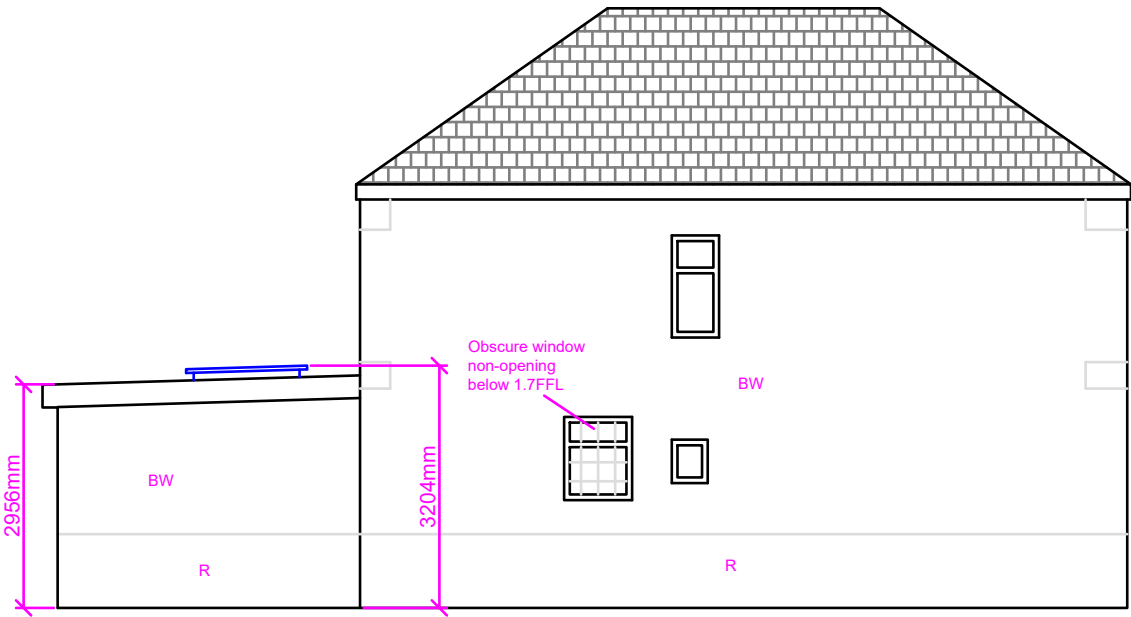 Obscure window
non-opening
below 1.7FFL
BW
2956mm
3204mm
BW
R
R